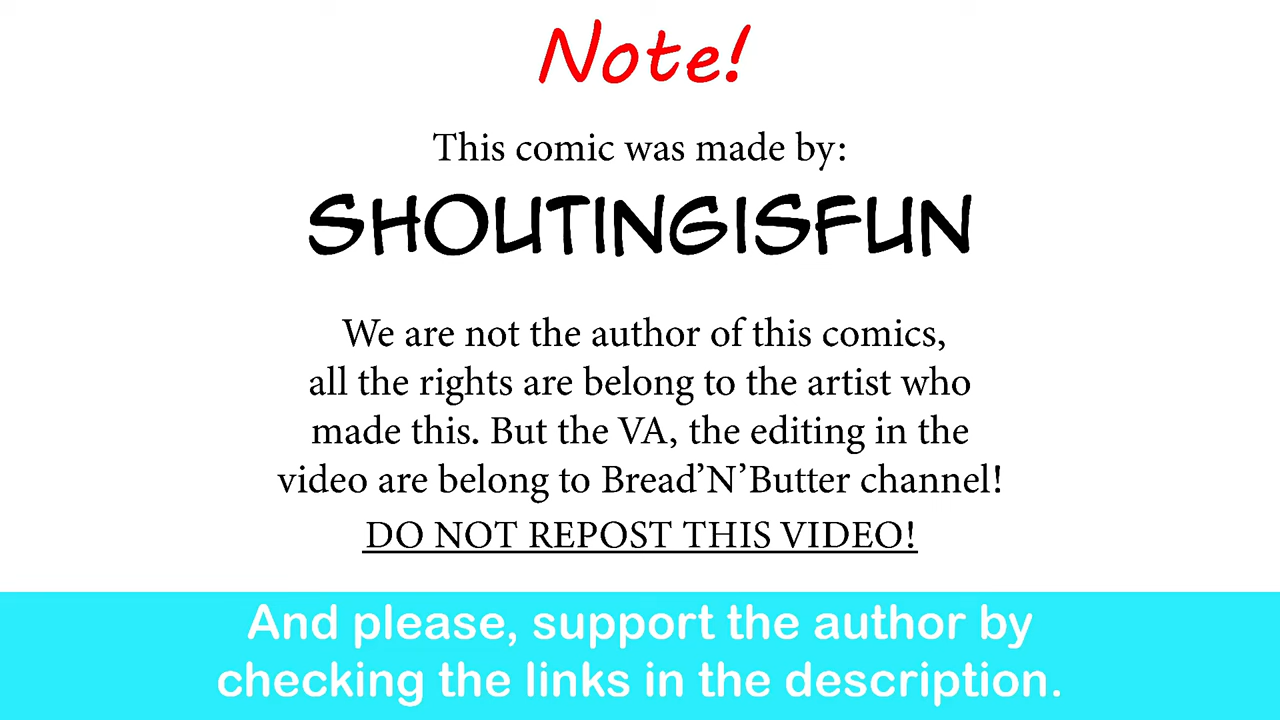 Note!
This comic was made by:
SHOUTINGISFUN
We are not the author of this comics,
all the rights are belong to the artist who
made this. But the VA, the editing in the
video are belong to Bread’N’Butter channel!
DO NOT REPOST THIS VIDEO!
And please, support the author by
checking the links in the description.